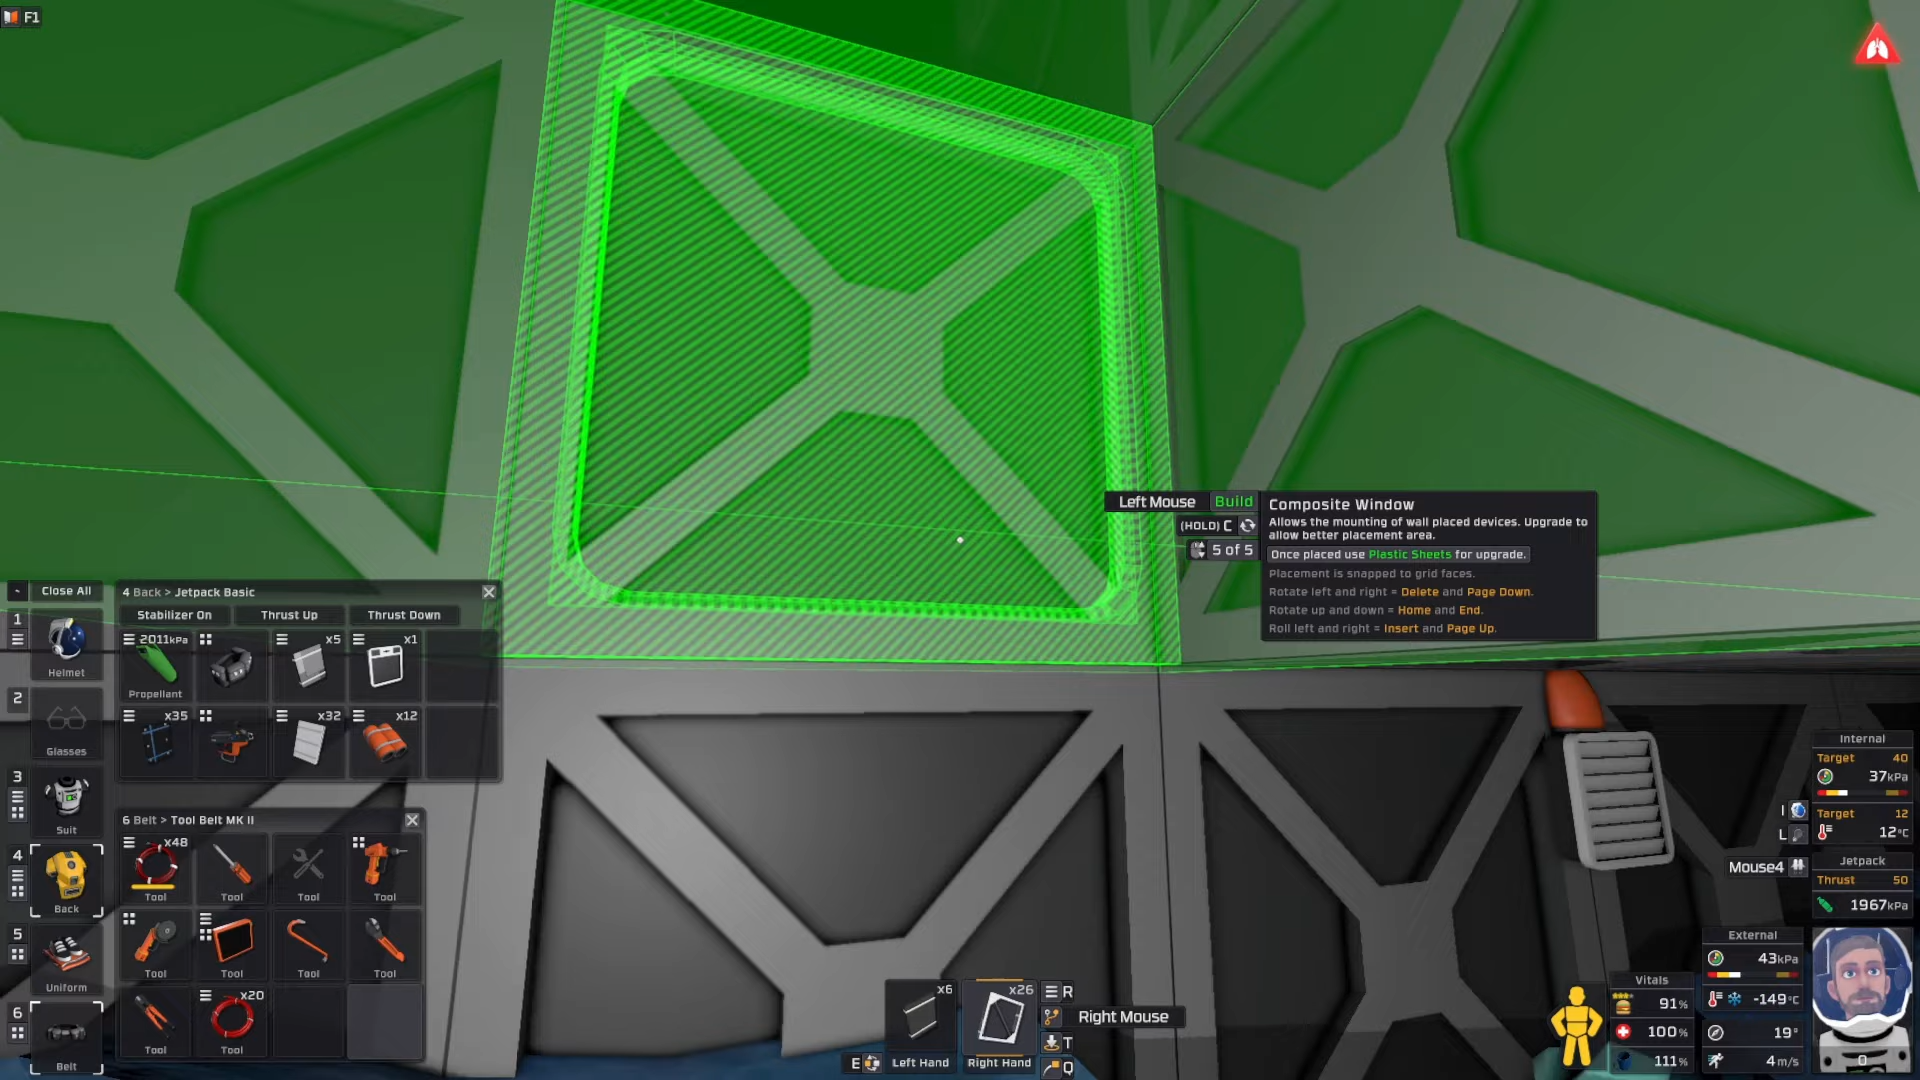 F1
Left Mouse Build
(HOLD) C
5 of 5
Composite Window
Allows the mounting of wall placed devices. Upgrade to
allow better placement area.
Once placed use Plastic Sheets for upgrade.
Placement is snapped to grid faces.
Rotate left and right = Delete and Page Down.
Rotate up and down = Home and End.
Roll left and right = Insert and Page Up.
Close All
1
Helmet
2
Glasses
3
Suit
4
Back
5
Uniform
6
Belt
4 Back > Jetpack Basic
Stabilizer On Thrust Up Thrust Down
2011kPa x5 x1
Propellant
x35 x32 x12
6 Belt > Tool Belt MK II
x48
Tool Tool Tool Tool
Tool Tool Tool Tool
x20
Tool Tool
x6 x26
R
Right Mouse
T
E Left Hand Right Hand Q
Internal
Target 40
37kPa
I
Target 12
L 12°C
Mouse4
Jetpack
Thrust 50
1967kPa
External
43kPa
-149°C
19°
4m/s
Vitals
91%
100%
111%
0